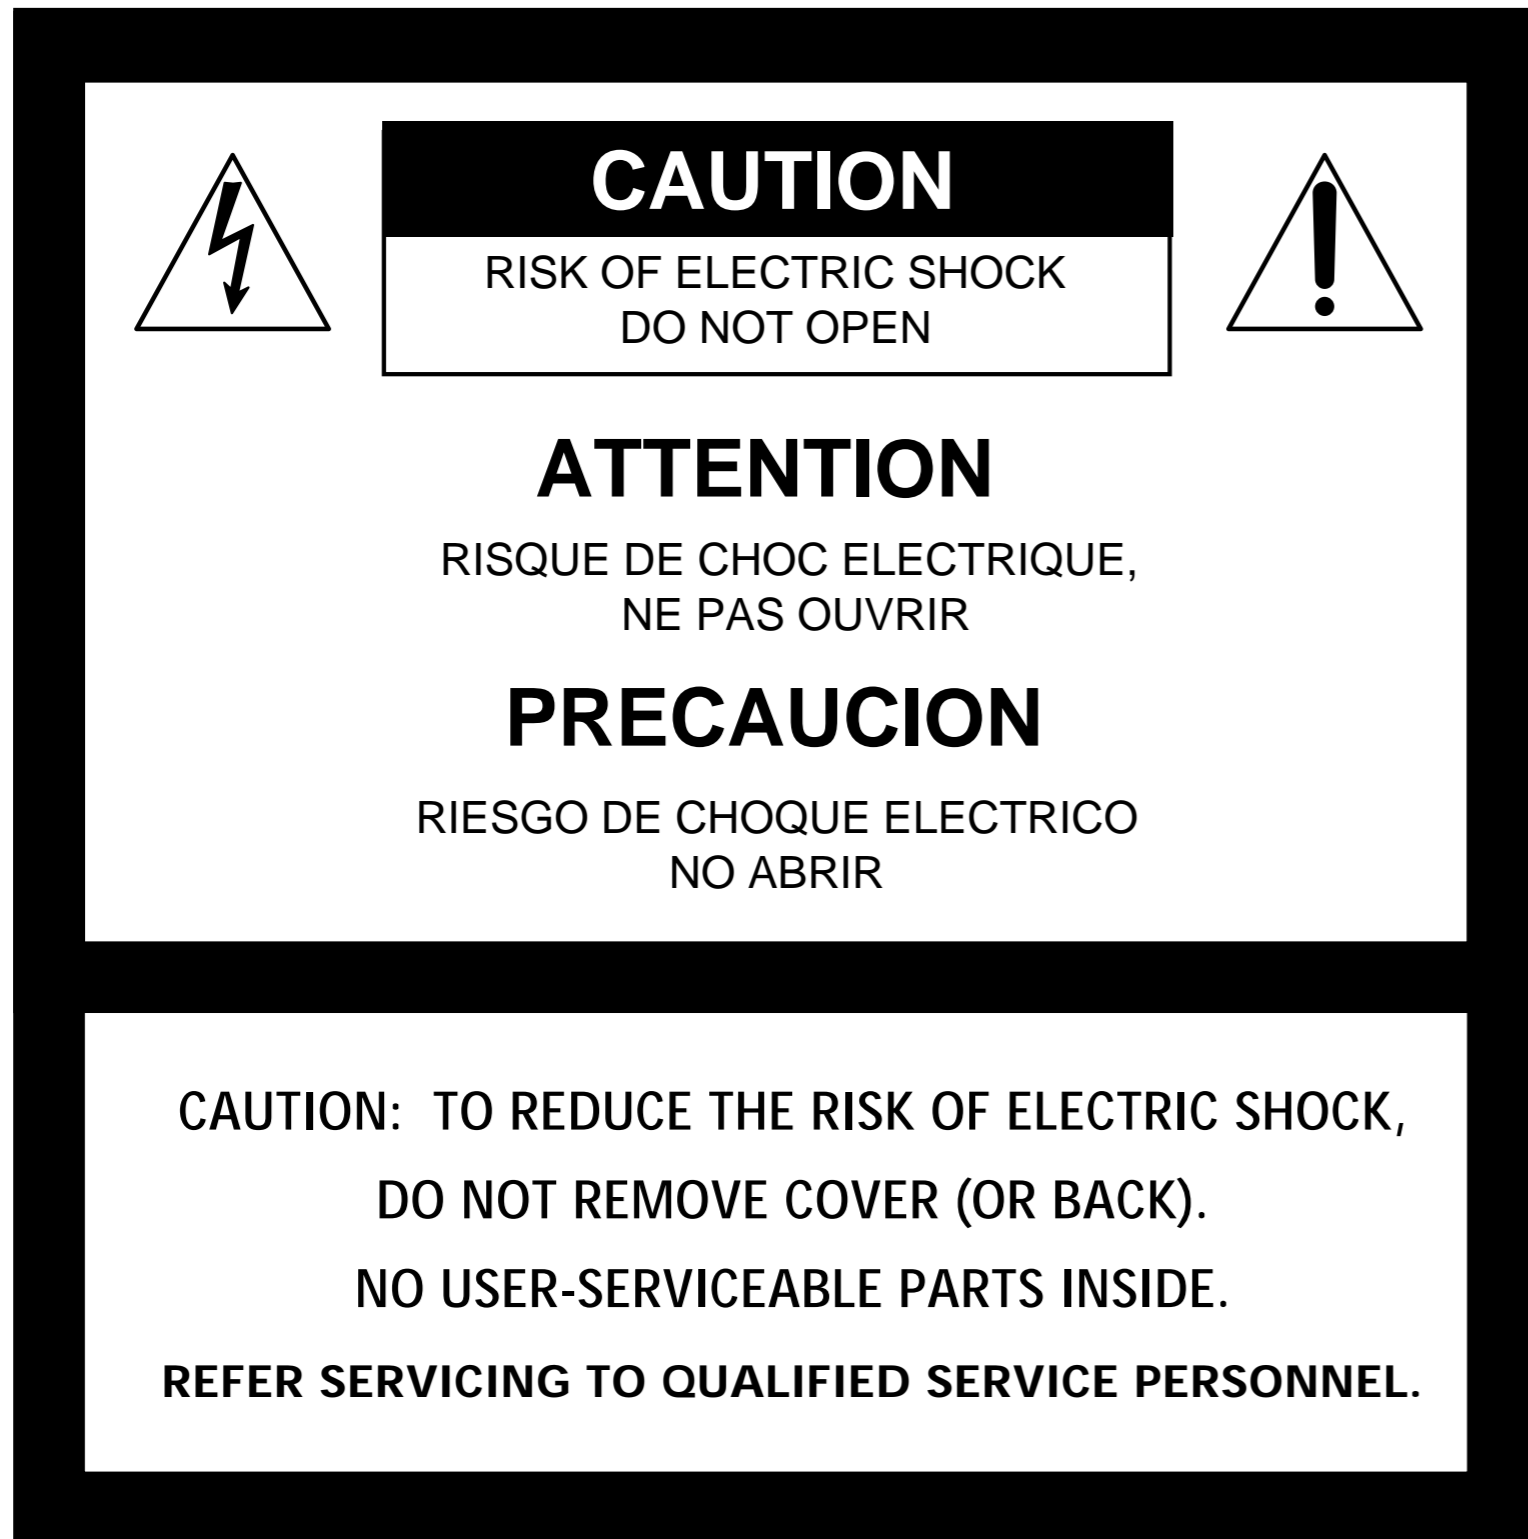 CAUTION
RISK OF ELECTRIC SHOCK
DO NOT OPEN
ATTENTION
RISQUE DE CHOC ELECTRIQUE,
NE PAS OUVRIR
PRECAUCION
RIESGO DE CHOQUE ELECTRICO
NO ABRIR
CAUTION: TO REDUCE THE RISK OF ELECTRIC SHOCK,
DO NOT REMOVE COVER (OR BACK).
NO USER-SERVICEABLE PARTS INSIDE.
REFER SERVICING TO QUALIFIED SERVICE PERSONNEL.